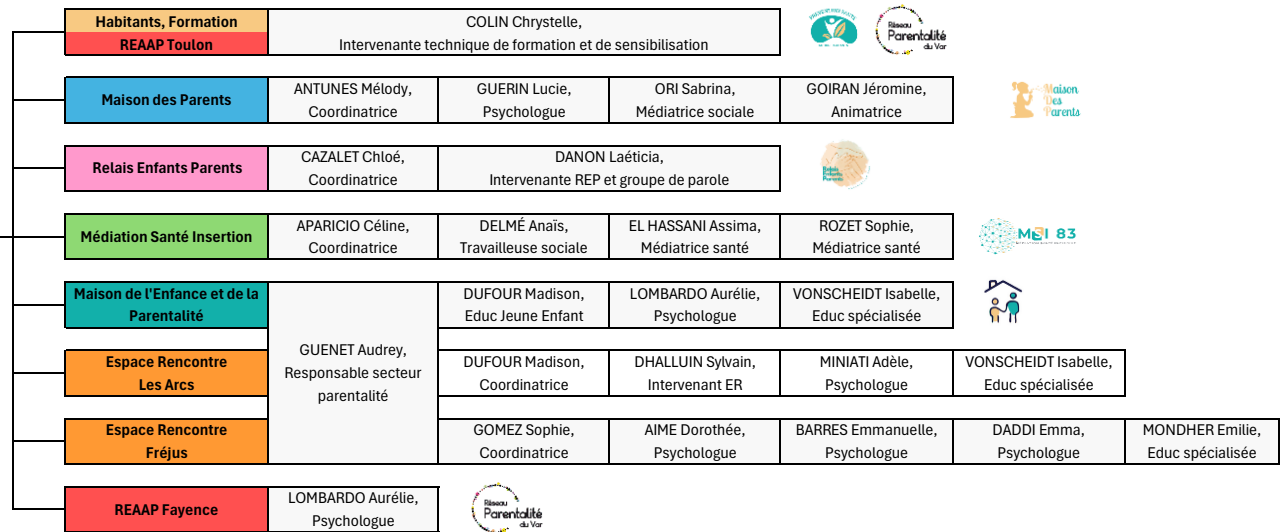 Habitants, Formation
REAAP Toulon
COLIN Chrystelle,
Intervenante technique de formation et de sensibilisation
Réseau
Parentalité
du Var
Maison des Parents
ANTUNES Mélody,
Coordinatrice
GUERIN Lucie,
Psychologue
ORI Sabrina,
Médiatrice sociale
GOIRAN Jéromine,
Animatrice
Maison
Des
Parents
Relais Enfants Parents
CAZALET Chloé,
Coordinatrice
DANON Laéticia,
Intervenante REP et groupe de parole
Relais
Enfants
Parents
Médiation Santé Insertion
APARICIO Céline,
Coordinatrice
DELMÉ Anaïs,
Travailleuse sociale
EL HASSANI Assima,
Médiatrice santé
ROZET Sophie,
Médiatrice santé
MSI 83
Maison de l'Enfance et de la
Parentalité
GUENET Audrey,
Responsable secteur
parentalité
DUFOUR Madison,
Educ Jeune Enfant
LOMBARDO Aurélie,
Psychologue
VONSCHEIDT Isabelle,
Educ spécialisée
Espace Rencontre
Les Arcs
DUFOUR Madison,
Coordinatrice
DHALLUIN Sylvain,
Intervenant ER
MINIATI Adèle,
Psychologue
VONSCHEIDT Isabelle,
Educ spécialisée
Espace Rencontre
Fréjus
GOMEZ Sophie,
Coordinatrice
AIME Dorothée,
Psychologue
BARRES Emmanuelle,
Psychologue
DADDI Emma,
Psychologue
MONDHER Emilie,
Educ spécialisée
REAAP Fayence
LOMBARDO Aurélie,
Psychologue
Réseau
Parentalité
du Var